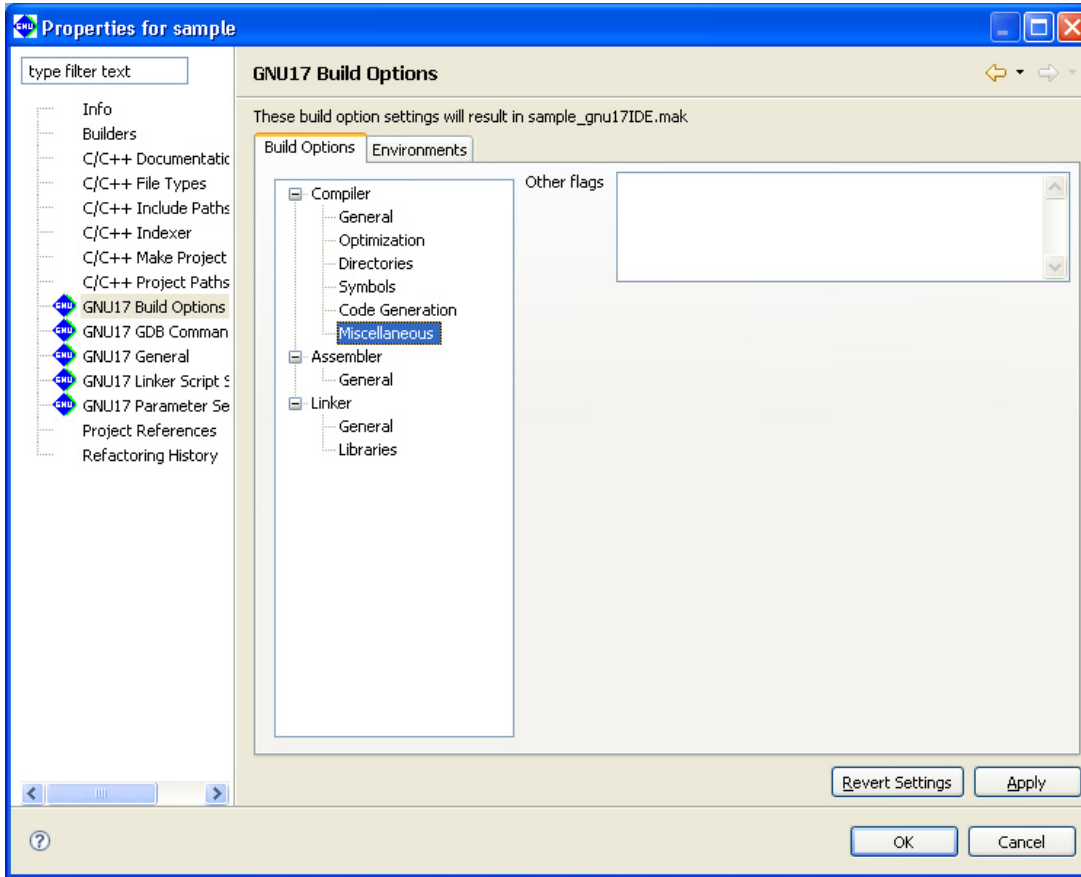 Properties for sample
type filter text
Info
Builders
C/C++ Documentatic
C/C++ File Types
C/C++ Include Paths
C/C++ Indexer
C/C++ Make Project
C/C++ Project Paths
GNU17 Build Options
GNU17 GDB Comman
GNU17 General
GNU17 Linker Script S
GNU17 Parameter Se
Project References
Refactoring History
GNU17 Build Options
These build option settings will result in sample_gnu17IDE.mak
Build Options Environments
Compiler
General
Optimization
Directories
Symbols
Code Generation
Miscellaneous
Assembler
General
Linker
General
Libraries
Other flags
Revert Settings Apply
OK Cancel